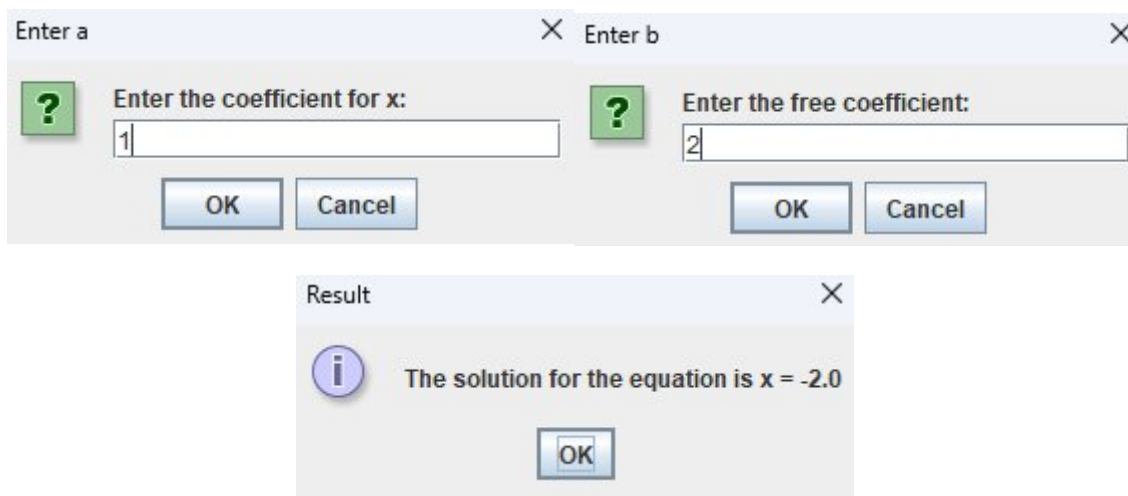 Enter a
Enter the coefficient for x:
1
OK Cancel
Enter b
Enter the free coefficient:
2
OK Cancel
Result
The solution for the equation is x = -2.0
OK